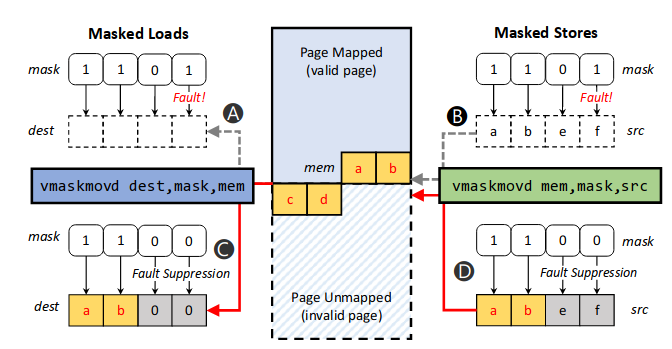 Masked Loads
mask 1 1 0 1
Fault!
dest
A
Page Mapped
(valid page)
mem a b
c d
Page Unmapped
(invalid page)
Masked Stores
1 1 0 1 mask
Fault!
B
a b e f src
vmaskmovd dest,mask,mem
vmaskmovd mem,mask,src
mask 1 1 0 0
C
Fault Suppression
dest a b 0 0
1 1 0 0 mask
D
Fault Suppression
a b e f src